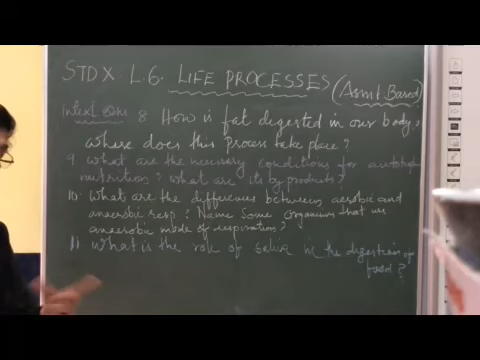 STD X L.6. LIFE PROCESSES (Asmt. Based)
Intext Qsns 8 How is fat digested in our body?
where does this process take place?
9 What are the necessary conditions for
nutrition? What are its by products?
10. What are the differences between aerobic and
anaerobic resp? Name some organisms that use
anaerobic mode of respiration?
11 What is the role of saliva in the digestion of
food?